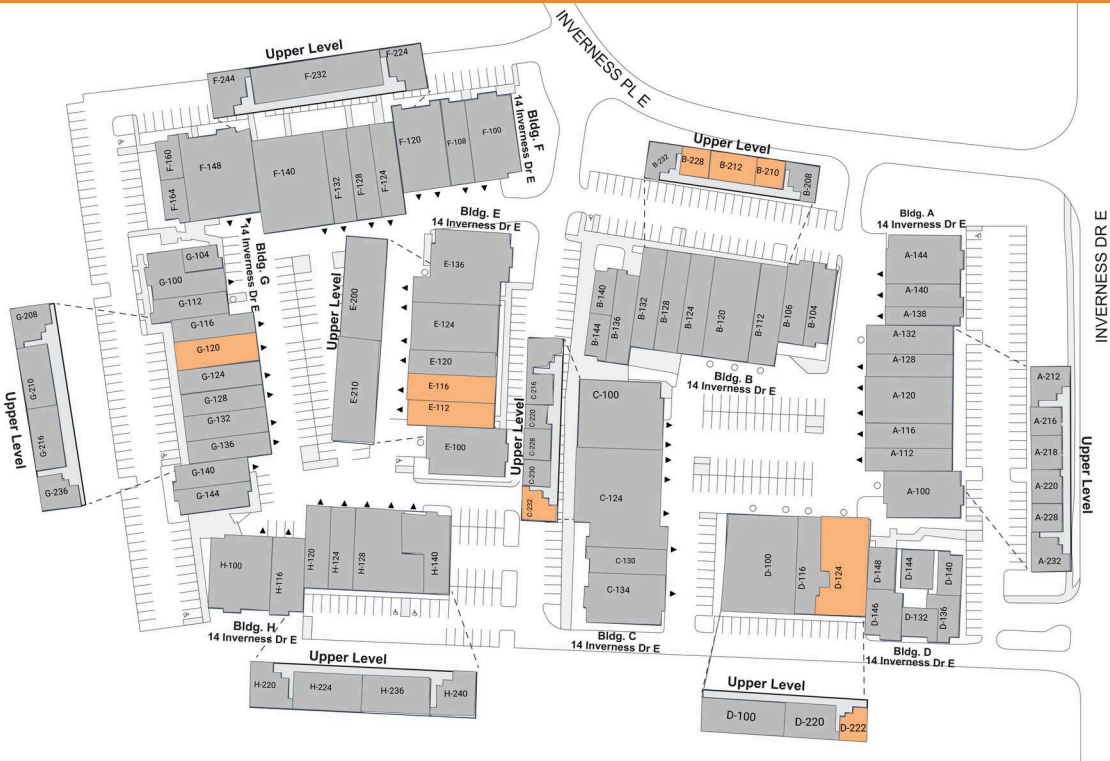 INVERNESS PL E
INVERNESS DR E
Upper Level
F-244
F-232
F-224
Bldg. F
14 Inverness Dr E
F-160
F-164
F-148
F-140
F-132
F-128
F-124
F-120
F-108
F-100
Upper Level
B-232
B-228
B-212
B-210
B-208
Bldg. A
14 Inverness Dr E
A-144
A-140
A-138
A-132
A-128
A-120
A-116
A-112
A-100
Upper Level
A-212
A-216
A-218
A-220
A-228
A-232
Bldg. G
14 Inverness Dr E
G-104
G-100
G-112
G-116
G-120
G-124
G-128
G-132
G-136
G-140
G-144
Upper Level
G-208
G-210
G-216
G-236
Bldg. E
14 Inverness Dr E
E-136
E-124
E-120
E-116
E-112
E-100
Upper Level
E-200
E-210
B-140
B-144
B-136
B-132
B-128
B-124
B-120
B-112
B-106
B-104
Bldg. B
14 Inverness Dr E
Upper Level
C-216
C-220
C-228
C-230
C-232
C-100
C-124
C-130
C-134
Bldg. C
14 Inverness Dr E
H-100
H-116
H-120
H-124
H-128
H-140
Bldg. H
14 Inverness Dr E
Upper Level
H-220
H-224
H-236
H-240
D-100
D-116
D-124
D-148
D-146
D-144
D-132
D-140
D-136
Bldg. D
14 Inverness Dr E
Upper Level
D-100
D-220
D-222